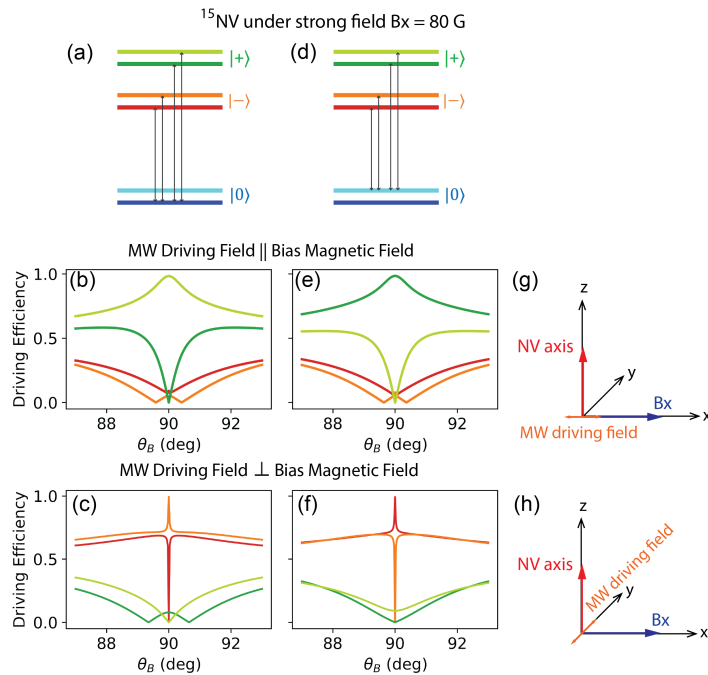 ¹⁵NV under strong field Bx = 80 G
(a)
|+⟩
|−⟩
|0⟩
(d)
|+⟩
|−⟩
|0⟩
MW Driving Field || Bias Magnetic Field
(b)
Driving Efficiency
1.0
0.5
0.0
88
90
92
θB (deg)
(e)
88
90
92
θB (deg)
(g)
z
NV axis
y
Bx
x
MW driving field
MW Driving Field ⊥ Bias Magnetic Field
(c)
Driving Efficiency
1.0
0.5
0.0
88
90
92
θB (deg)
(f)
88
90
92
θB (deg)
(h)
z
NV axis
MW driving field
y
Bx
x